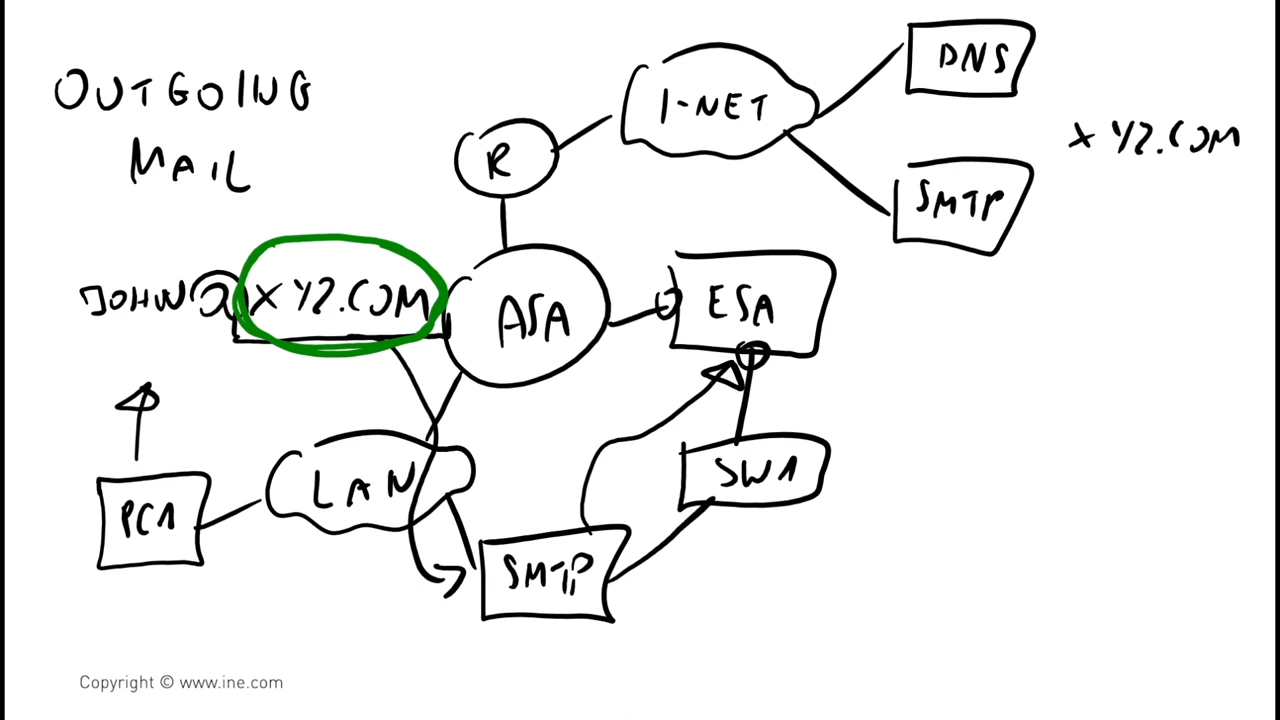 OUTGOING
MAIL
DNS
I-NET
XYZ.COM
R
SMTP
JOHN@XYZ.COM
ASA
ESA
LAN
SW1
PC1
SMTP
Copyright © www.ine.com